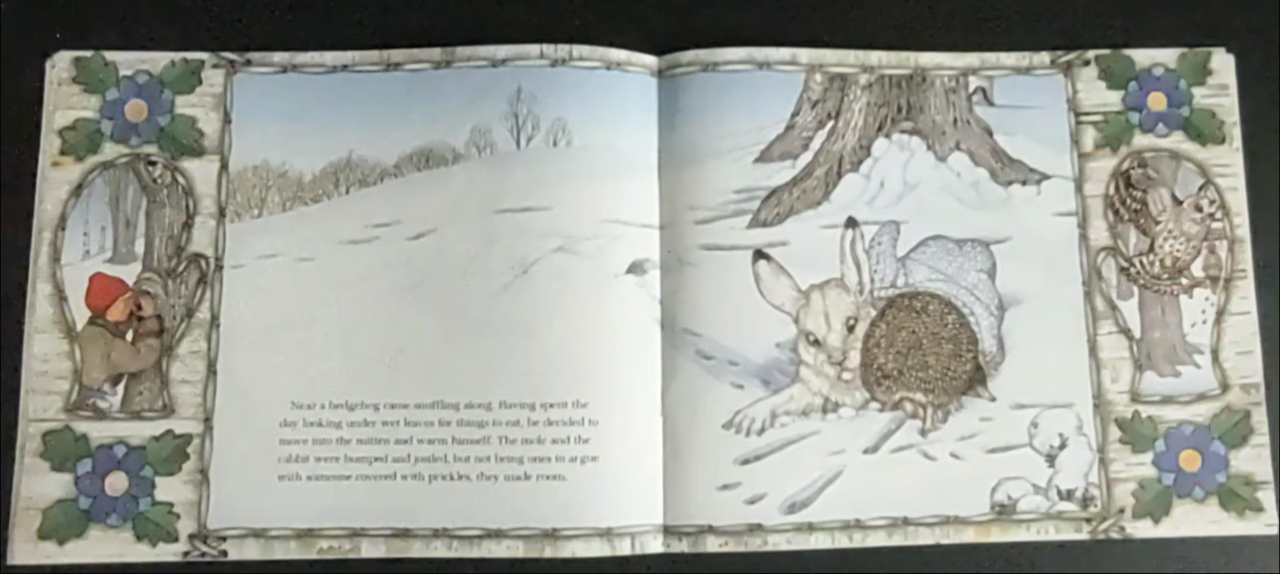 Next a hedgehog came snuffling along. Having spent the
day looking under wet leaves for things to eat, he decided to
move into the mitten and warm himself. The mole and the
rabbit were bumped and jostled, but not being ones to argue
with someone covered with prickles, they made room.